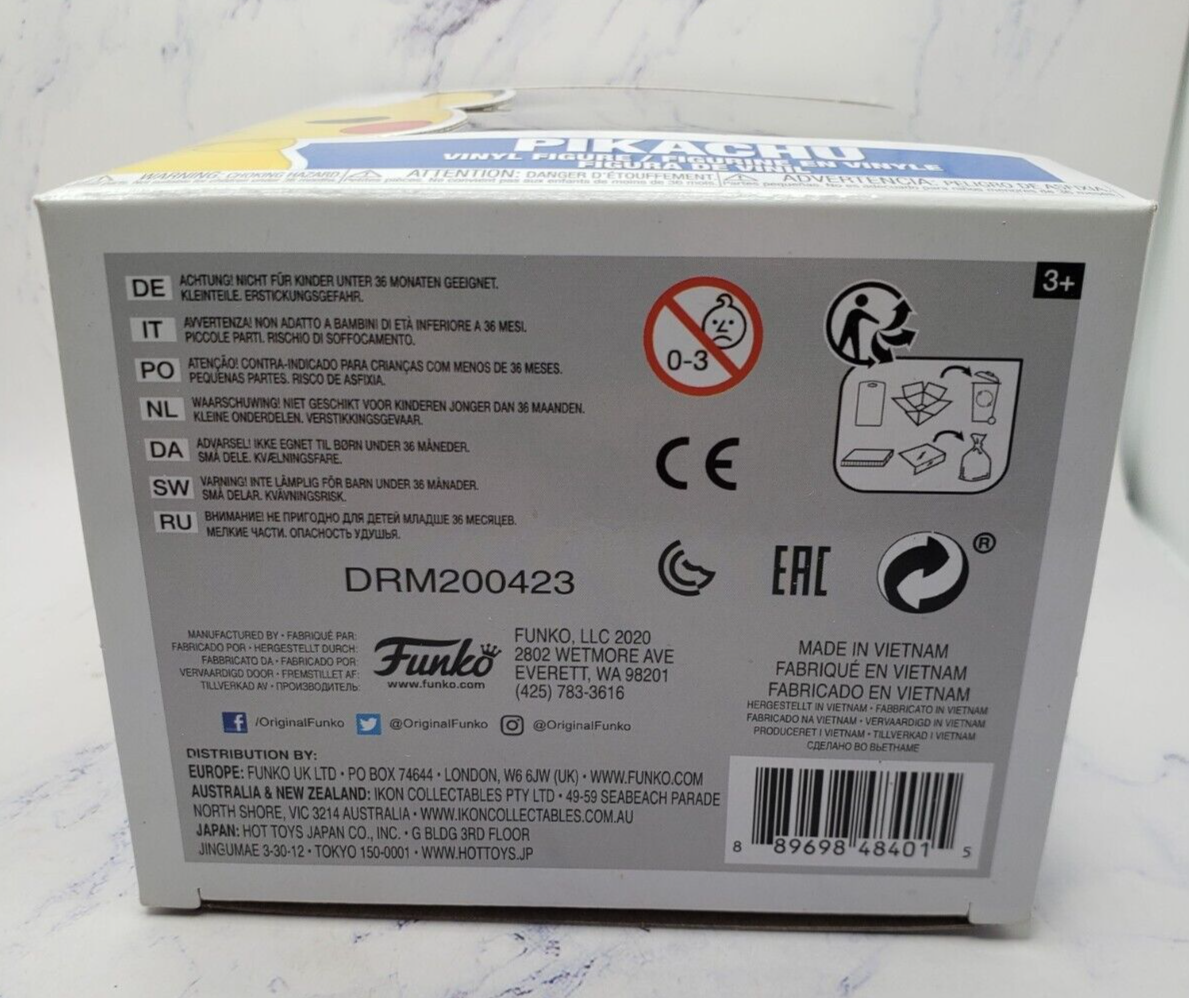 PIKACHU
VINYL FIGURE / FIGURINE EN VINYLE
FIGURA DE VINIL
WARNING: CHOKING HAZARD. ATTENTION: DANGER D'ÉTOUFFEMENT. ADVERTENCIA: PELIGRO DE ASFIXIA.
3+
DE ACHTUNG! NICHT FÜR KINDER UNTER 36 MONATEN GEEIGNET.
KLEINTEILE. ERSTICKUNGSGEFAHR.
IT AVVERTENZA! NON ADATTO A BAMBINI DI ETÀ INFERIORE A 36 MESI.
PICCOLE PARTI. RISCHIO DI SOFFOCAMENTO.
PO ATENÇÃO! CONTRA-INDICADO PARA CRIANÇAS COM MENOS DE 36 MESES.
PEQUENAS PARTES. RISCO DE ASFIXIA.
NL WAARSCHUWING! NIET GESCHIKT VOOR KINDEREN JONGER DAN 36 MAANDEN.
KLEINE ONDERDELEN. VERSTIKKINGSGEVAAR.
DA ADVARSEL! IKKE EGNET TIL BØRN UNDER 36 MÅNEDER.
SMÅ DELE. KVÆLNINGSFARE.
SW VARNING! INTE LÄMPLIG FÖR BARN UNDER 36 MÅNADER.
SMÅ DELAR. KVÄVNINGSRISK.
RU ВНИМАНИЕ! НЕ ПРИГОДНО ДЛЯ ДЕТЕЙ МЛАДШЕ 36 МЕСЯЦЕВ.
МЕЛКИЕ ЧАСТИ. ОПАСНОСТЬ УДУШЬЯ.
0-3
CE
EAC
®
DRM200423
MANUFACTURED BY • FABRIQUÉ PAR:
FABRICADO POR • HERGESTELLT DURCH:
FABBRICATO DA • FABRICADO POR:
VERVAARDIGD DOOR • FREMSTILLET AF:
TILLVERKAD AV • ПРОИЗВОДИТЕЛЬ:
Funko
www.funko.com
FUNKO, LLC 2020
2802 WETMORE AVE
EVERETT, WA 98201
(425) 783-3616
/OriginalFunko @OriginalFunko @OriginalFunko
MADE IN VIETNAM
FABRIQUÉ EN VIETNAM
FABRICADO EN VIETNAM
HERGESTELLT IN VIETNAM • FABBRICATO IN VIETNAM
FABRICADO NA VIETNAM • VERVAARDIGD IN VIETNAM
PRODUCERET I VIETNAM • TILLVERKAD I VIETNAM
СДЕЛАНО ВО ВЬЕТНАМЕ
DISTRIBUTION BY:
EUROPE: FUNKO UK LTD • PO BOX 74644 • LONDON, W6 6JW (UK) • WWW.FUNKO.COM
AUSTRALIA & NEW ZEALAND: IKON COLLECTABLES PTY LTD • 49-59 SEABEACH PARADE
NORTH SHORE, VIC 3214 AUSTRALIA • WWW.IKONCOLLECTABLES.COM.AU
JAPAN: HOT TOYS JAPAN CO., INC. • G BLDG 3RD FLOOR
JINGUMAE 3-30-12 • TOKYO 150-0001 • WWW.HOTTOYS.JP
8 89698 48401 5